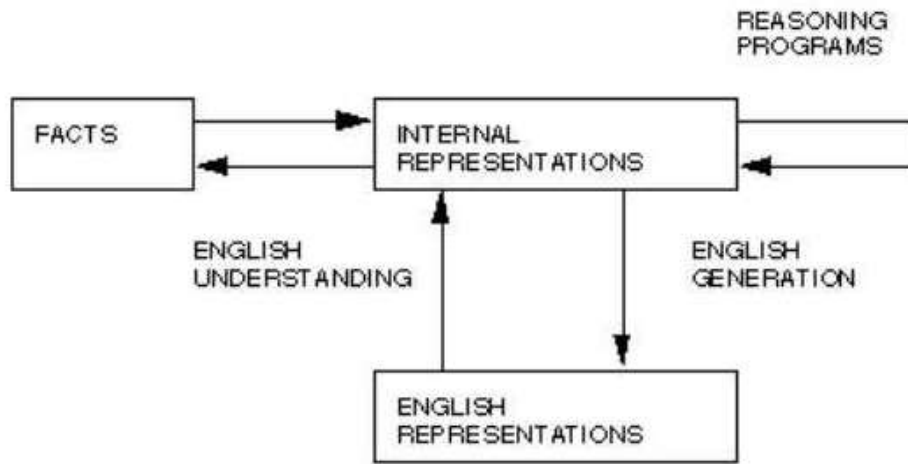 REASONING
PROGRAMS
FACTS
INTERNAL
REPRESENTATIONS
ENGLISH
UNDERSTANDING
ENGLISH
GENERATION
ENGLISH
REPRESENTATIONS